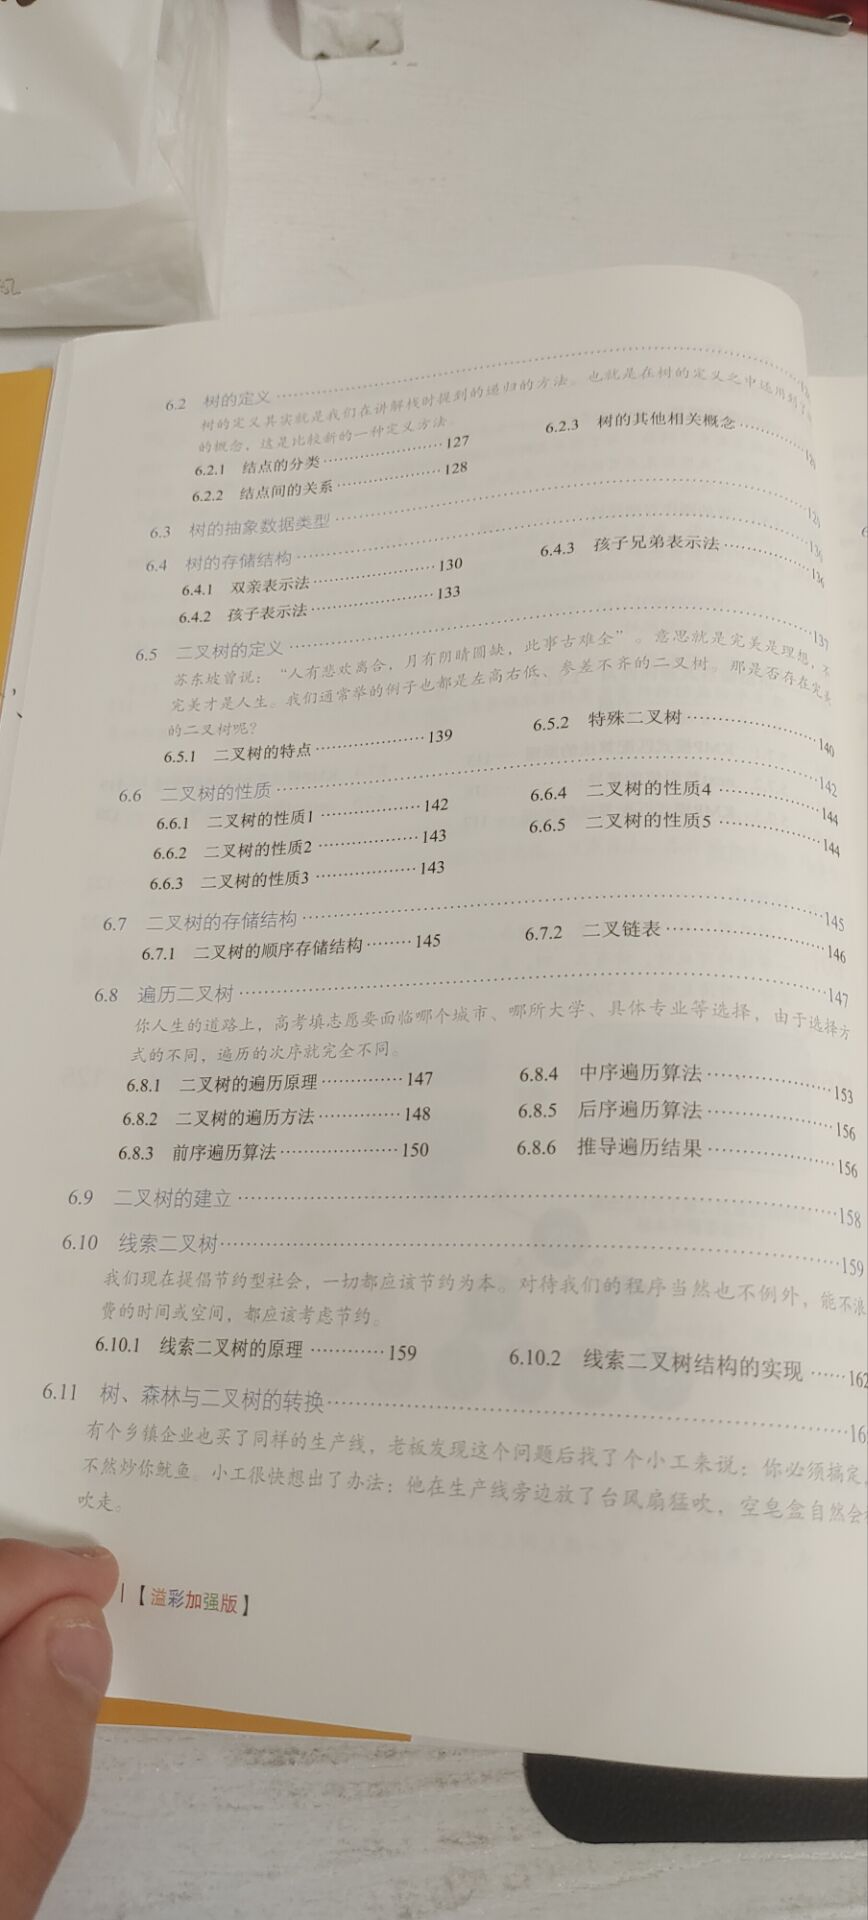 6.2 树的定义
树的定义其实就是我们在讲解栈时提到的递归的方法。也就是在树的定义之中还用到了
的概念，这是比较新的一种定义方法。
6.2.1 结点的分类 127
6.2.3 树的其他相关概念
6.2.2 结点间的关系 128
6.3 树的抽象数据类型
6.4 树的存储结构
6.4.1 双亲表示法 130
6.4.3 孩子兄弟表示法 136
6.4.2 孩子表示法 133
6.5 二叉树的定义 137
苏东坡曾说：“人有悲欢离合，月有阴晴圆缺，此事古难全”。意思就是完美是理想，不
完美才是人生。我们通常举的例子也都是左高右低、参差不齐的二叉树。那是否存在完美
的二叉树呢？
6.5.1 二叉树的特点 139
6.5.2 特殊二叉树 140
6.6 二叉树的性质 142
6.6.1 二叉树的性质1 142
6.6.4 二叉树的性质4 144
6.6.2 二叉树的性质2 143
6.6.5 二叉树的性质5 144
6.6.3 二叉树的性质3 143
6.7 二叉树的存储结构 145
6.7.1 二叉树的顺序存储结构 145
6.7.2 二叉链表 146
6.8 遍历二叉树 147
你人生的道路上，高考填志愿要面临哪个城市、哪所大学、具体专业等选择，由于选择方
式的不同，遍历的次序就完全不同。
6.8.1 二叉树的遍历原理 147
6.8.4 中序遍历算法 153
6.8.2 二叉树的遍历方法 148
6.8.5 后序遍历算法 156
6.8.3 前序遍历算法 150
6.8.6 推导遍历结果 156
6.9 二叉树的建立 158
6.10 线索二叉树 159
我们现在提倡节约型社会，一切都应该节约为本。对待我们的程序当然也不例外，能不浪
费的时间或空间，都应该考虑节约。
6.10.1 线索二叉树的原理 159
6.10.2 线索二叉树结构的实现 162
6.11 树、森林与二叉树的转换
有个乡镇企业也买了同样的生产线，老板发现这个问题后找了个小工来说：你必须搞定，
不然炒你鱿鱼。小工很快想出了办法：他在生产线旁边放了台风扇猛吹，空皂盒自然会
吹走。
【溢彩加强版】